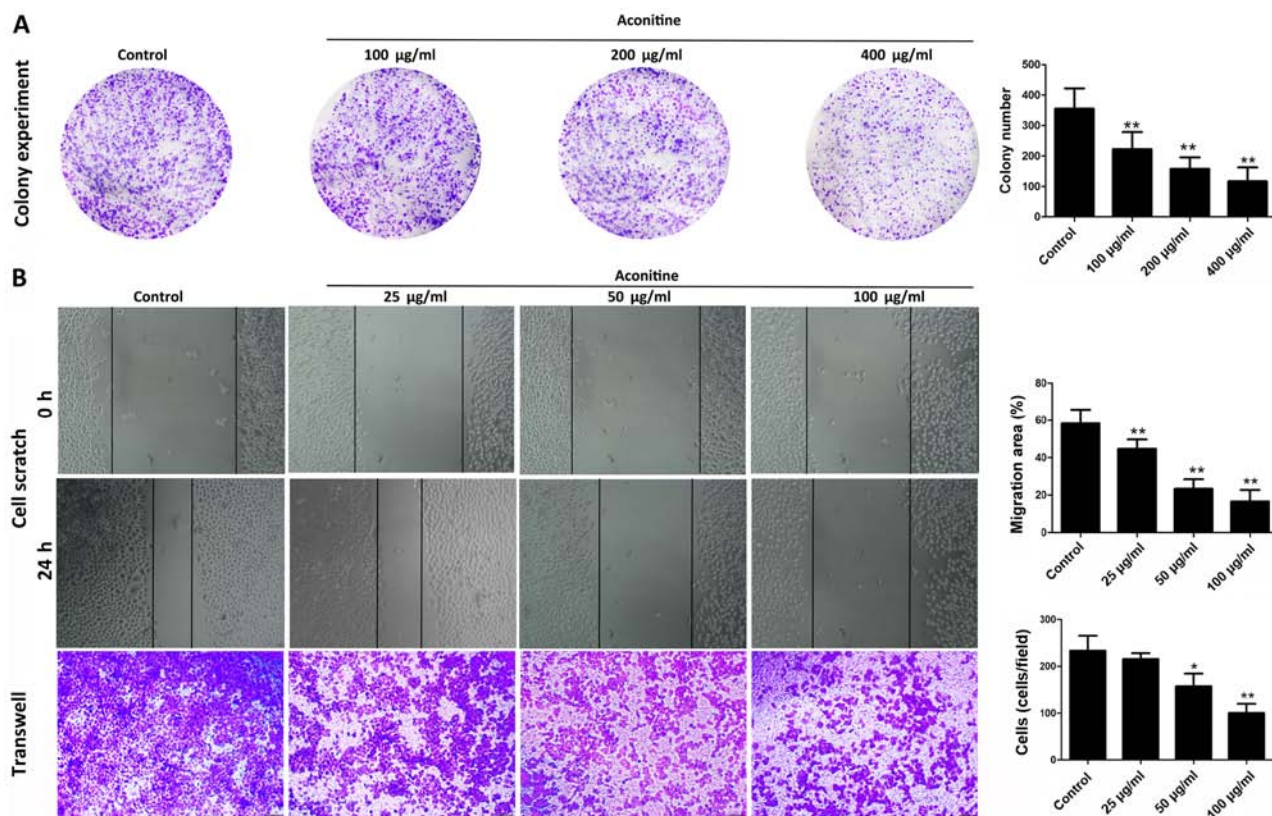 A
Aconitine
Control
100 µg/ml
200 µg/ml
400 µg/ml
Colony experiment
Colony number
500
400
300
200
100
0
**
**
**
Control
100 µg/ml
200 µg/ml
400 µg/ml
B
Aconitine
Control
25 µg/ml
50 µg/ml
100 µg/ml
Cell scratch
0 h
24 h
Transwell
Migration area (%)
80
60
40
20
0
**
**
**
Control
25 µg/ml
50 µg/ml
100 µg/ml
Cells (cells/field)
300
200
100
0
*
**
Control
25 µg/ml
50 µg/ml
100 µg/ml